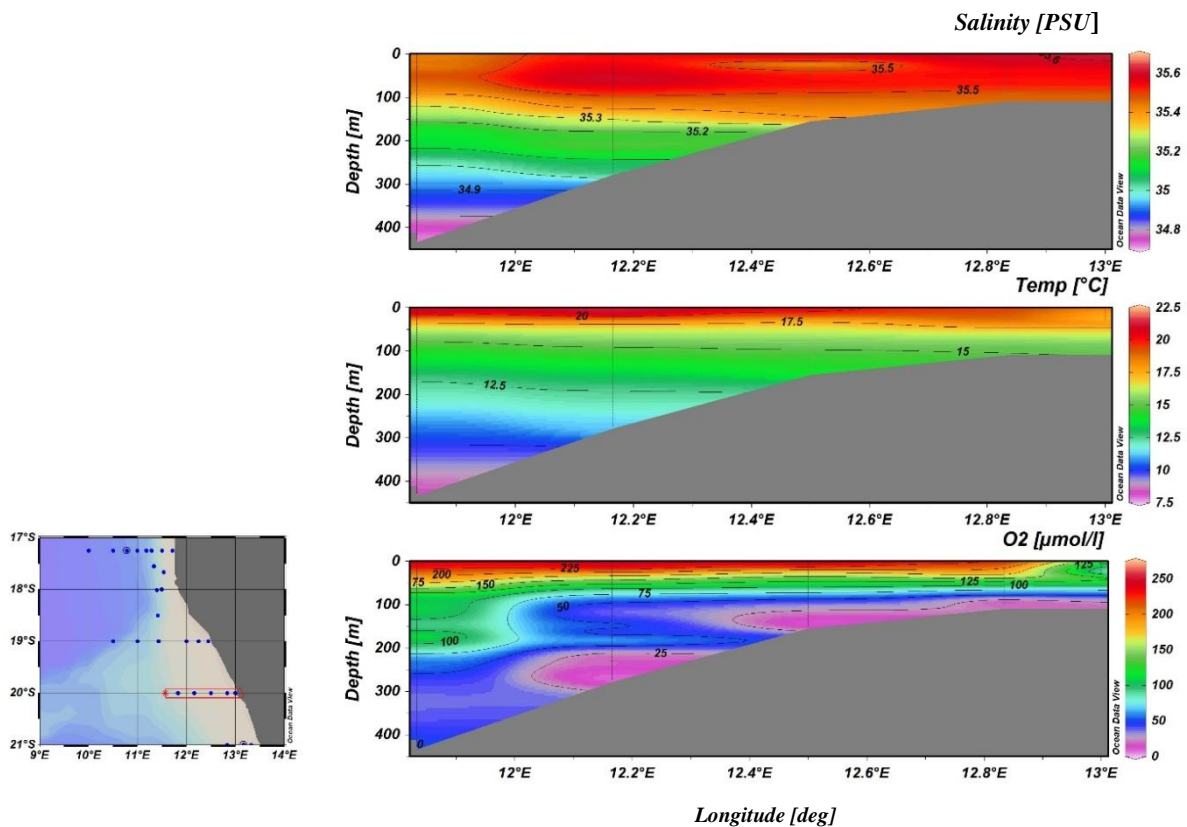 Salinity [PSU]
0
100
200
300
400
Depth [m]
35.6
35.5
35.5
35.3
35.2
34.9
12°E
12.2°E
12.4°E
12.6°E
12.8°E
13°E
Ocean Data View
35.6
35.4
35.2
35
34.8
Temp [°C]
0
100
200
300
400
Depth [m]
20
17.5
15
12.5
12°E
12.2°E
12.4°E
12.6°E
12.8°E
13°E
Ocean Data View
22.5
20
17.5
15
12.5
10
7.5
O2 [µmol/l]
0
100
200
300
400
Depth [m]
225
200
150
125
75
75
125
100
50
100
25
0
12°E
12.2°E
12.4°E
12.6°E
12.8°E
13°E
Ocean Data View
250
200
150
100
50
0
Longitude [deg]
17°S
18°S
19°S
20°S
21°S
9°E
10°E
11°E
12°E
13°E
14°E
Ocean Data View